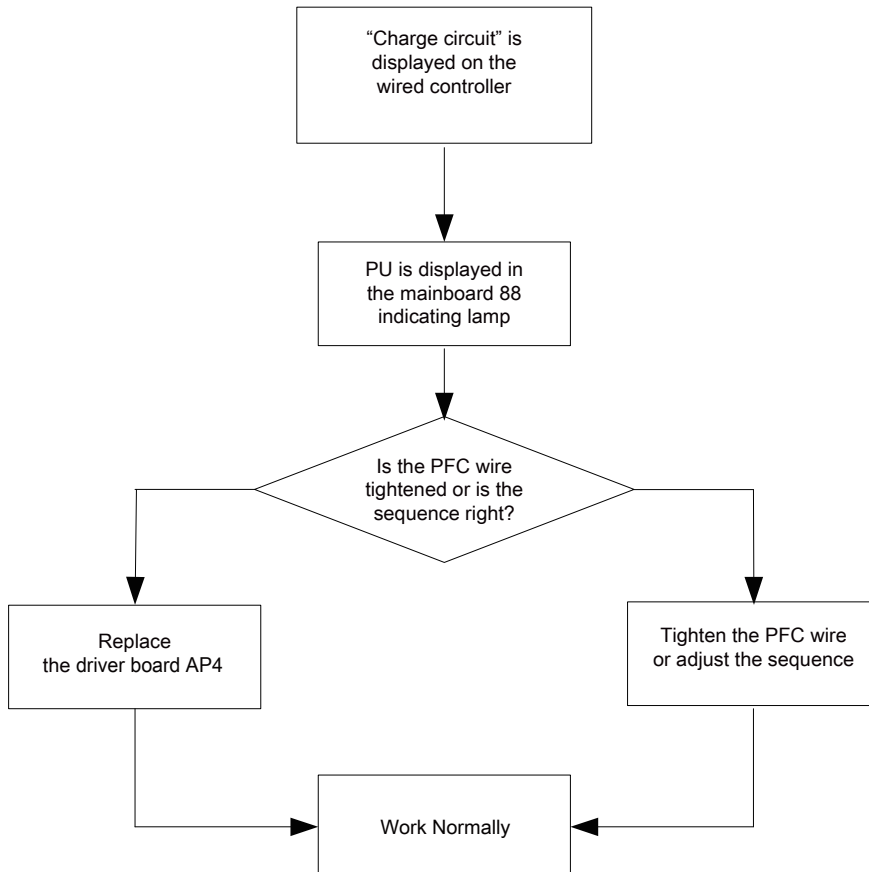 “Charge circuit” is
displayed on the
wired controller
PU is displayed in
the mainboard 88
indicating lamp
Is the PFC wire
tightened or is the
sequence right?
Replace
the driver board AP4
Tighten the PFC wire
or adjust the sequence
Work Normally